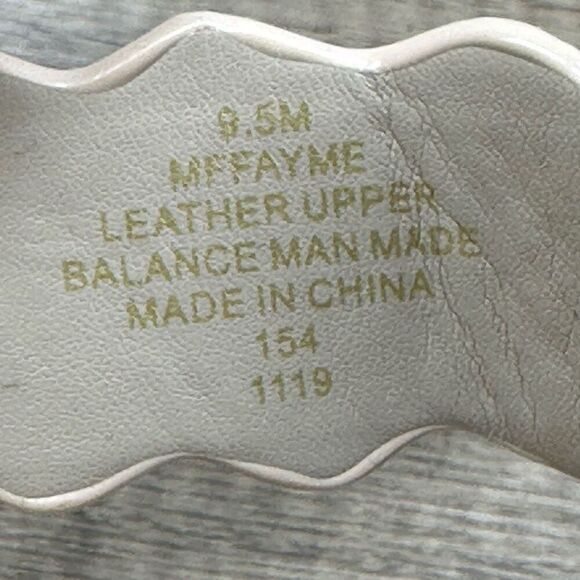 9.5M
MFFAYME
LEATHER UPPER
BALANCE MAN MADE
MADE IN CHINA
154
1119